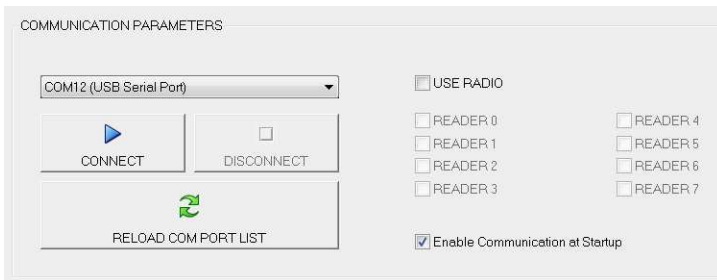 COMMUNICATION PARAMETERS
COM12 (USB Serial Port)
CONNECT
DISCONNECT
RELOAD COM PORT LIST
USE RADIO
READER 0
READER 1
READER 2
READER 3
READER 4
READER 5
READER 6
READER 7
Enable Communication at Startup